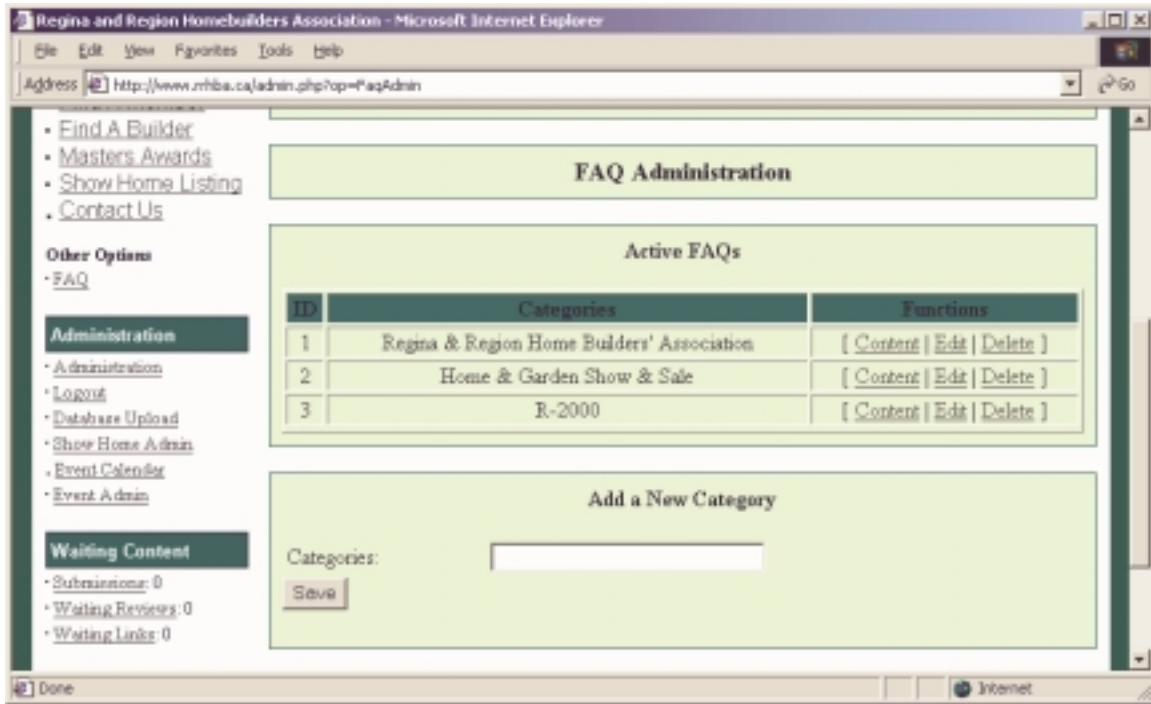 Regina and Region Homebuilders Association - Microsoft Internet Explorer
File Edit View Favorites Tools Help
Address http://www.rrhba.ca/admin.php?op=FaqAdmin Go
• Find A Builder
• Masters Awards
• Show Home Listing
• Contact Us
Other Options
• FAQ
Administration
• Administration
• Logout
• Database Upload
• Show Home Admin
• Event Calendar
• Event Admin
Waiting Content
• Submissions: 0
• Waiting Reviews: 0
• Waiting Links: 0
FAQ Administration
Active FAQs
ID Categories Functions
1 Regina & Region Home Builders' Association [ Content | Edit | Delete ]
2 Home & Garden Show & Sale [ Content | Edit | Delete ]
3 R-2000 [ Content | Edit | Delete ]
Add a New Category
Categories:
Save
Done Internet